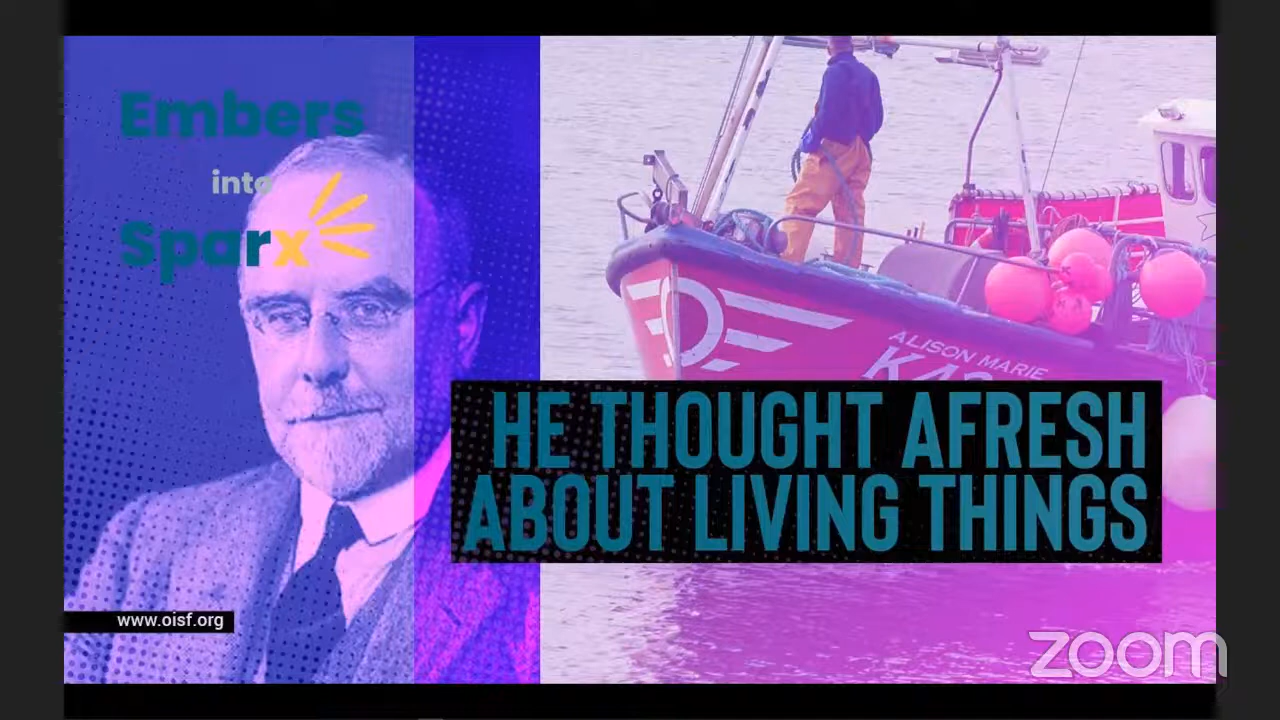 Embers
into
Sparx
ALISON MARIE
HE THOUGHT AFRESH
ABOUT LIVING THINGS
www.oisf.org
zoom